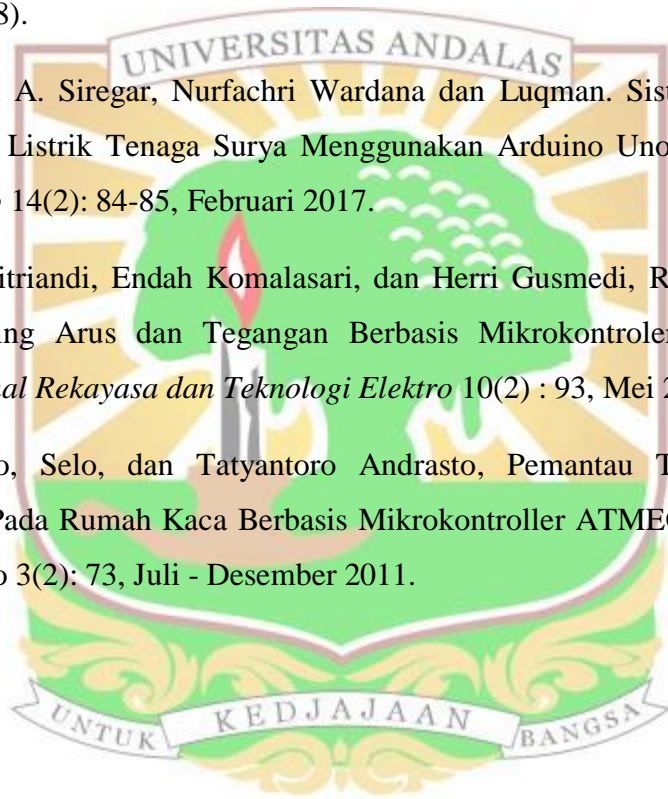 8).
UNIVERSITAS ANDALAS
A. Siregar, Nurfachri Wardana dan Luqman. Sist
Listrik Tenaga Surya Menggunakan Arduino Uno
14(2): 84-85, Februari 2017.
itriandi, Endah Komalasari, dan Herri Gusmedi, R
ing Arus dan Tegangan Berbasis Mikrokontroler
al Rekayasa dan Teknologi Elektro 10(2) : 93, Mei 2
o, Selo, dan Tatyantoro Andrasto, Pemantau T
Pada Rumah Kaca Berbasis Mikrokontroller ATME
o 3(2): 73, Juli - Desember 2011.
UNTUK KEDJAJAAN BANGSA